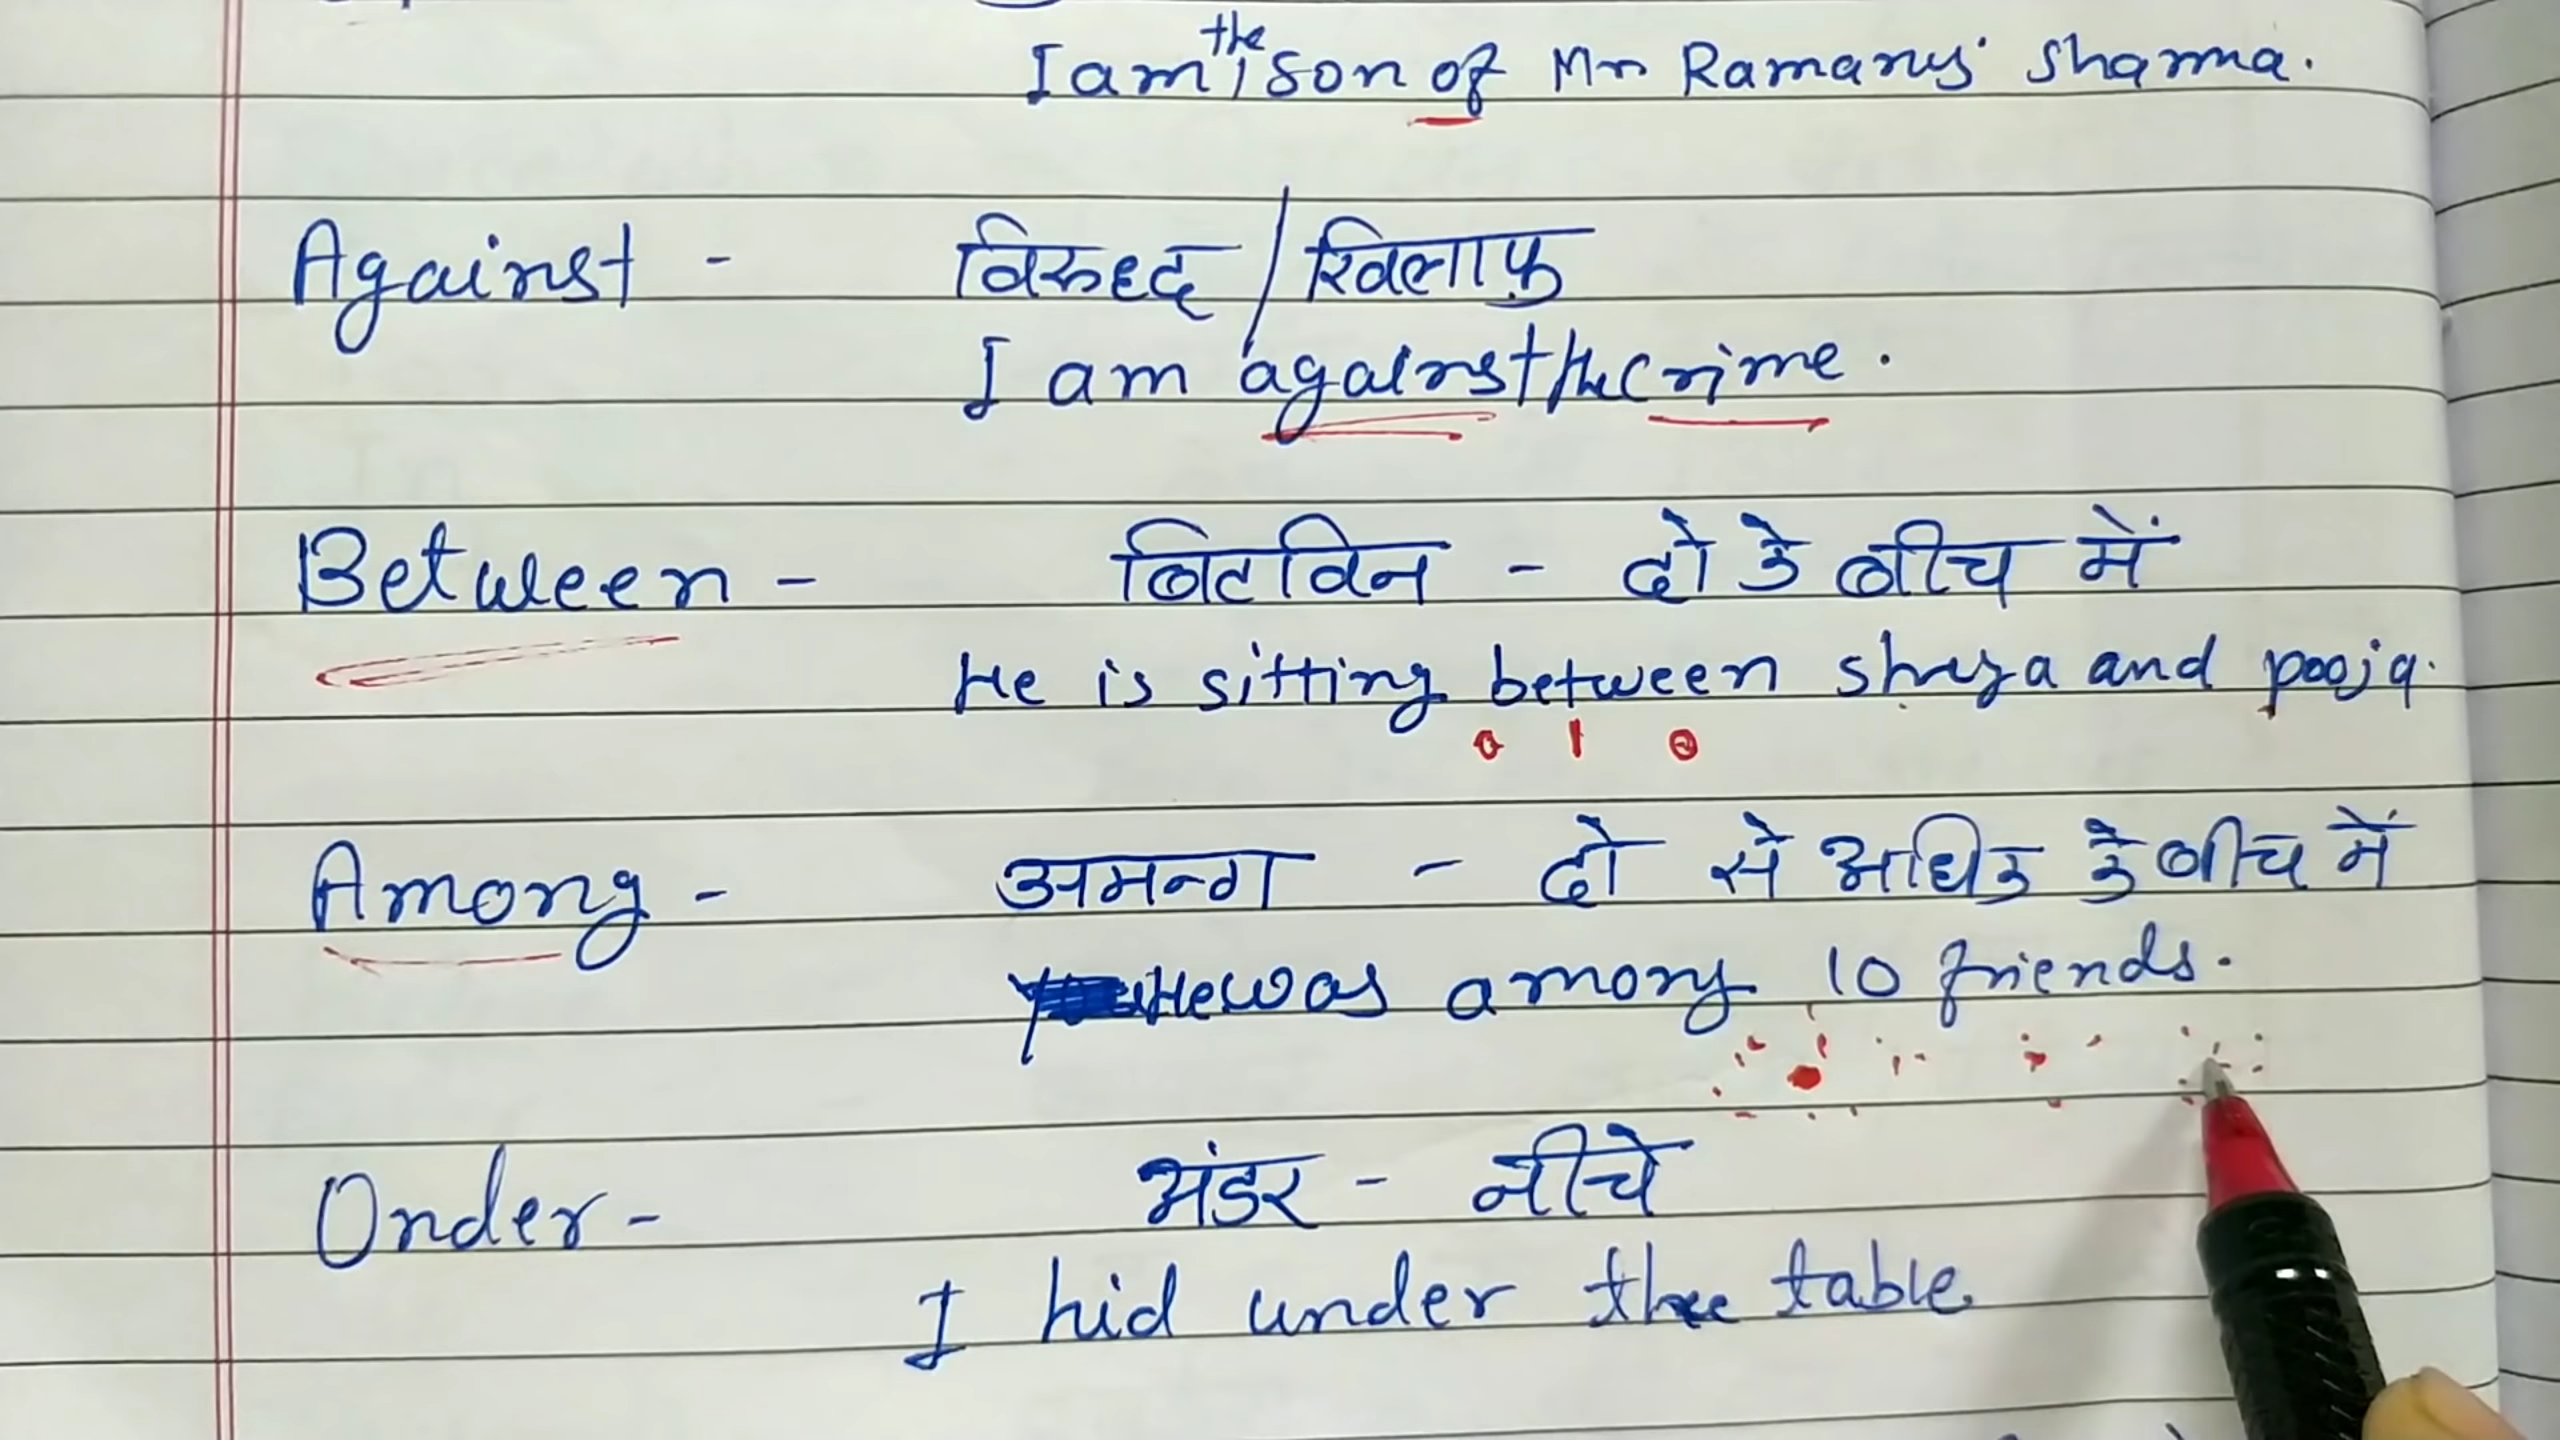 I am the son of Mr Ramanuj Sharma.
Against - विरुध्द / खिलाफ़
I am against the crime.
Between - बिटविन - दो के बीच में
He is sitting between shreya and pooja.
Among - अमन्ग - दो से अधिक के बीच में
He was among 10 friends.
Under - अंडर - नीचे
I hid under the table